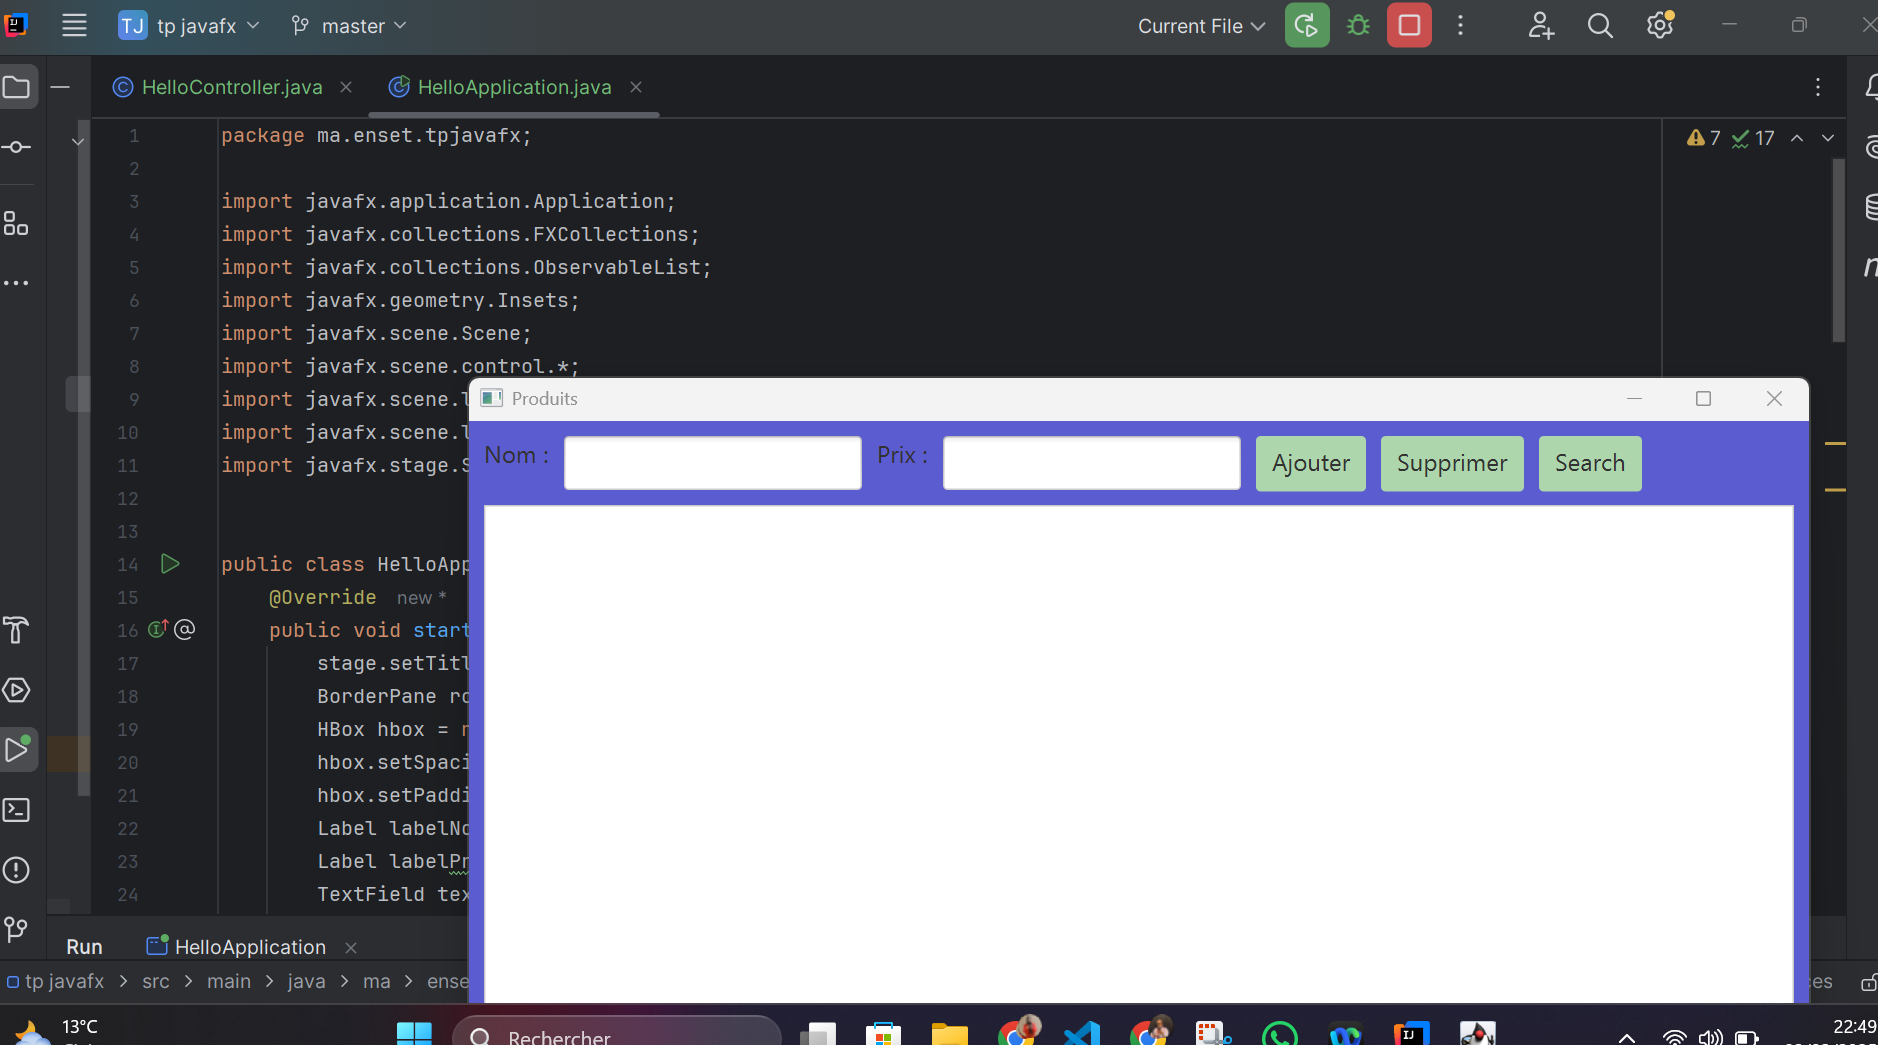 TJ tp javafx master Current File
HelloController.java HelloApplication.java
7 17
1 package ma.enset.tpjavafx;
2
3 import javafx.application.Application;
4 import javafx.collections.FXCollections;
5 import javafx.collections.ObservableList;
6 import javafx.geometry.Insets;
7 import javafx.scene.Scene;
8 import javafx.scene.control.*;
9 import javafx.scene.l
10 import javafx.scene.l
11 import javafx.stage.S
12
13
14 public class HelloApp
15 @Override new *
16 public void start
17 stage.setTitl
18 BorderPane ro
19 HBox hbox = n
20 hbox.setSpaci
21 hbox.setPaddi
22 Label labelNo
23 Label labelPr
24 TextField tex
Produits
Nom : Prix : Ajouter Supprimer Search
Run HelloApplication
tp javafx > src > main > java > ma > ense
ces
13°C
Rechercher
22:49